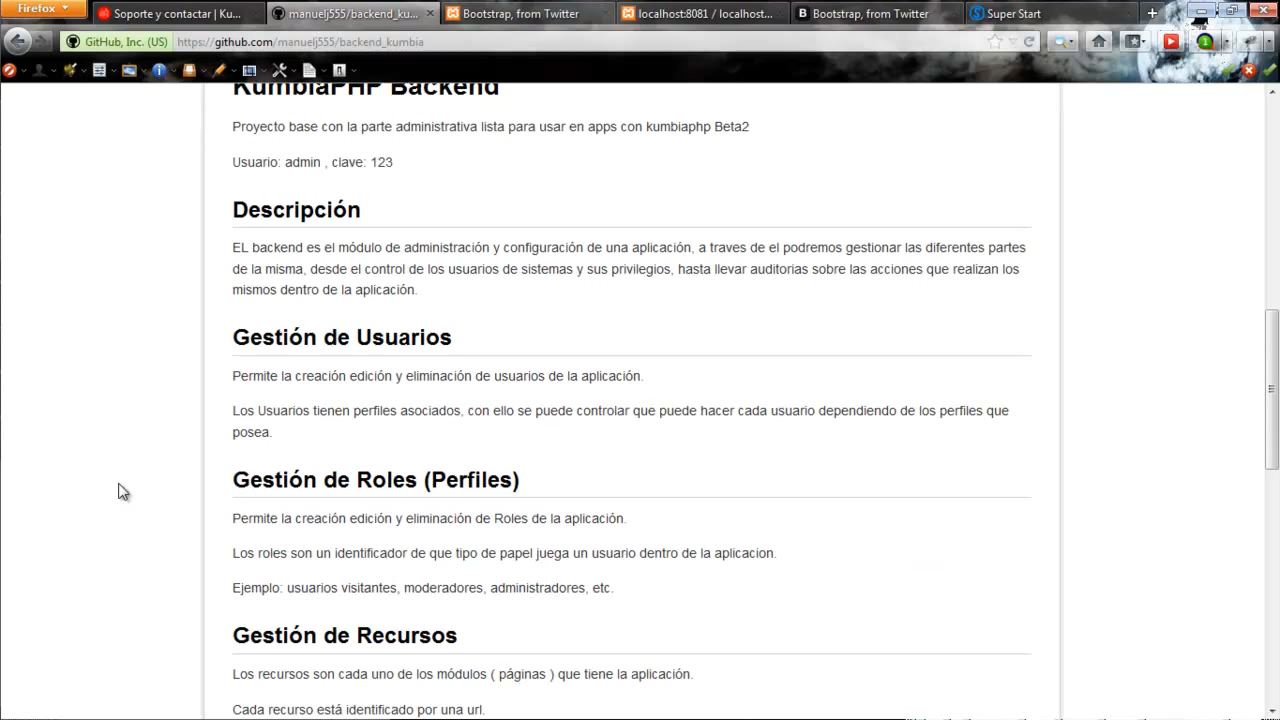 Firefox
Soporte y contactar | Ku...
manuelj555/backend_ku...
Bootstrap, from Twitter
localhost:8081 / localhost...
Bootstrap, from Twitter
Super Start
GitHub, Inc. (US)
https://github.com/manuelj555/backend_kumbia
KumbiaPHP Backend
Proyecto base con la parte administrativa lista para usar en apps con kumbiaphp Beta2
Usuario: admin , clave: 123
Descripción
EL backend es el módulo de administración y configuración de una aplicación, a traves de el podremos gestionar las diferentes partes
de la misma, desde el control de los usuarios de sistemas y sus privilegios, hasta llevar auditorias sobre las acciones que realizan los
mismos dentro de la aplicación.
Gestión de Usuarios
Permite la creación edición y eliminación de usuarios de la aplicación.
Los Usuarios tienen perfiles asociados, con ello se puede controlar que puede hacer cada usuario dependiendo de los perfiles que
posea.
Gestión de Roles (Perfiles)
Permite la creación edición y eliminación de Roles de la aplicación.
Los roles son un identificador de que tipo de papel juega un usuario dentro de la aplicacion.
Ejemplo: usuarios visitantes, moderadores, administradores, etc.
Gestión de Recursos
Los recursos son cada uno de los módulos ( páginas ) que tiene la aplicación.
Cada recurso está identificado por una url.